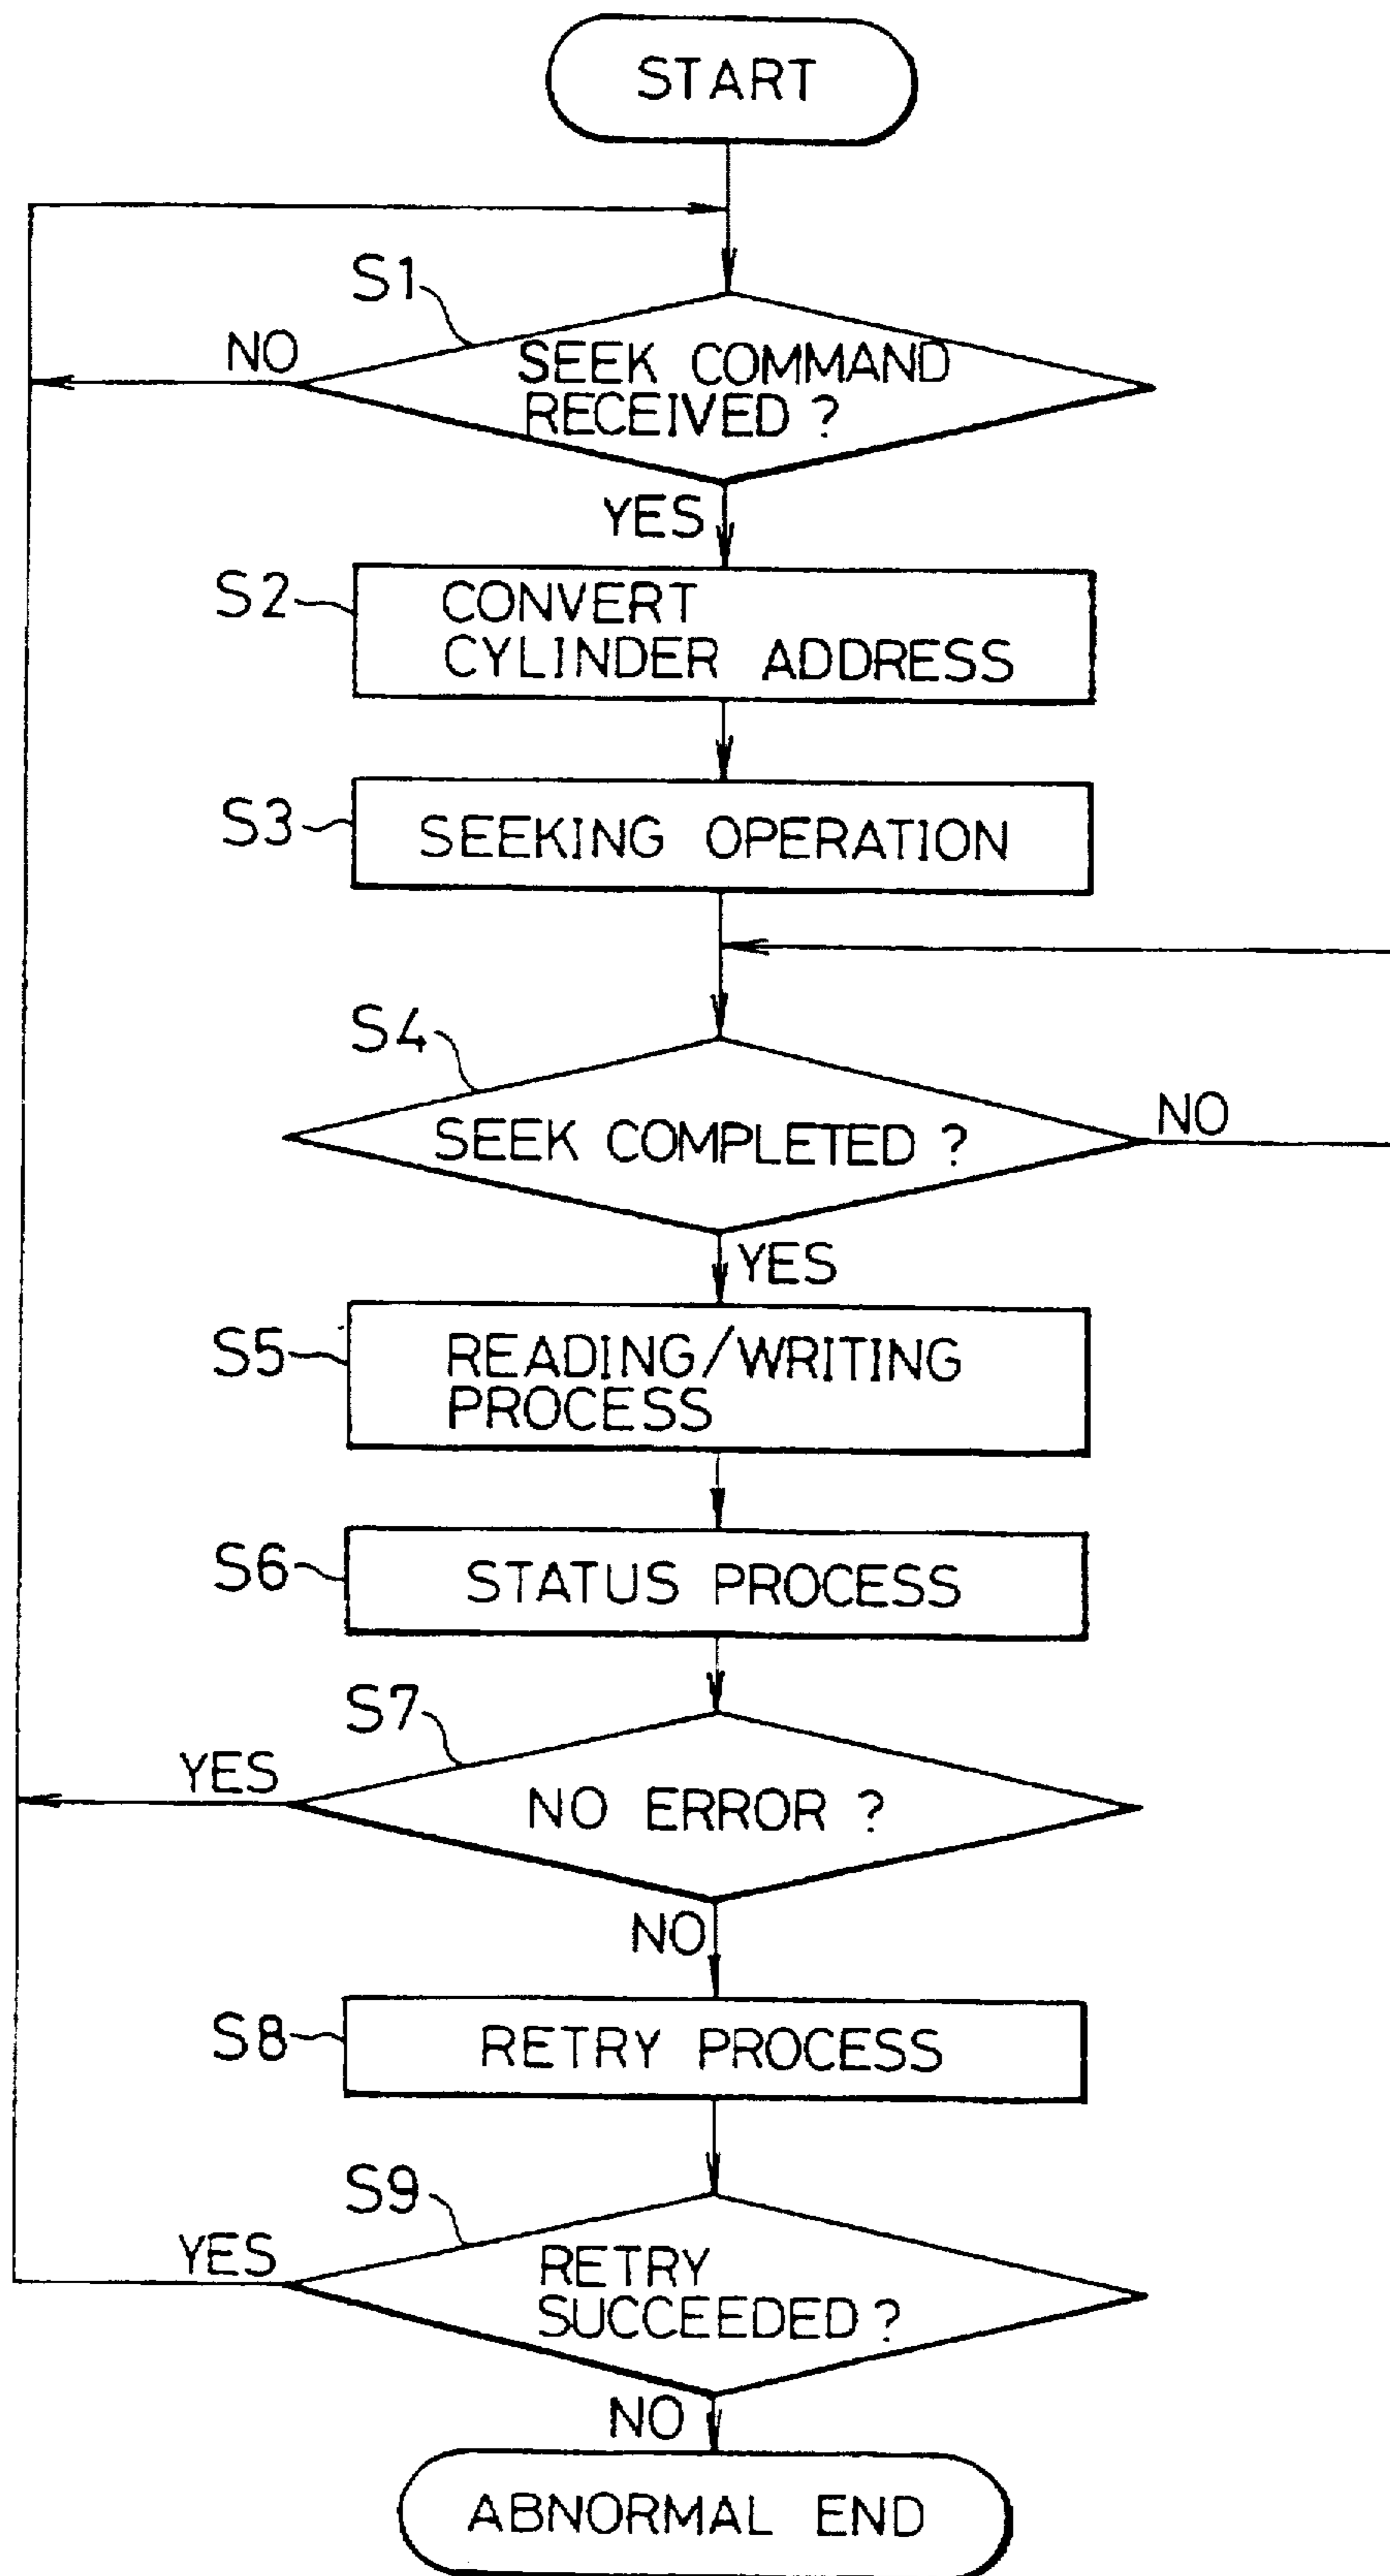 START
S1
NO
SEEK COMMAND
RECEIVED ?
YES
S2
CONVERT
CYLINDER ADDRESS
S3
SEEKING OPERATION
S4
SEEK COMPLETED ?
NO
YES
S5
READING/WRITING
PROCESS
S6
STATUS PROCESS
S7
YES
NO ERROR ?
NO
S8
RETRY PROCESS
S9
YES
RETRY
SUCCEEDED ?
NO
ABNORMAL END